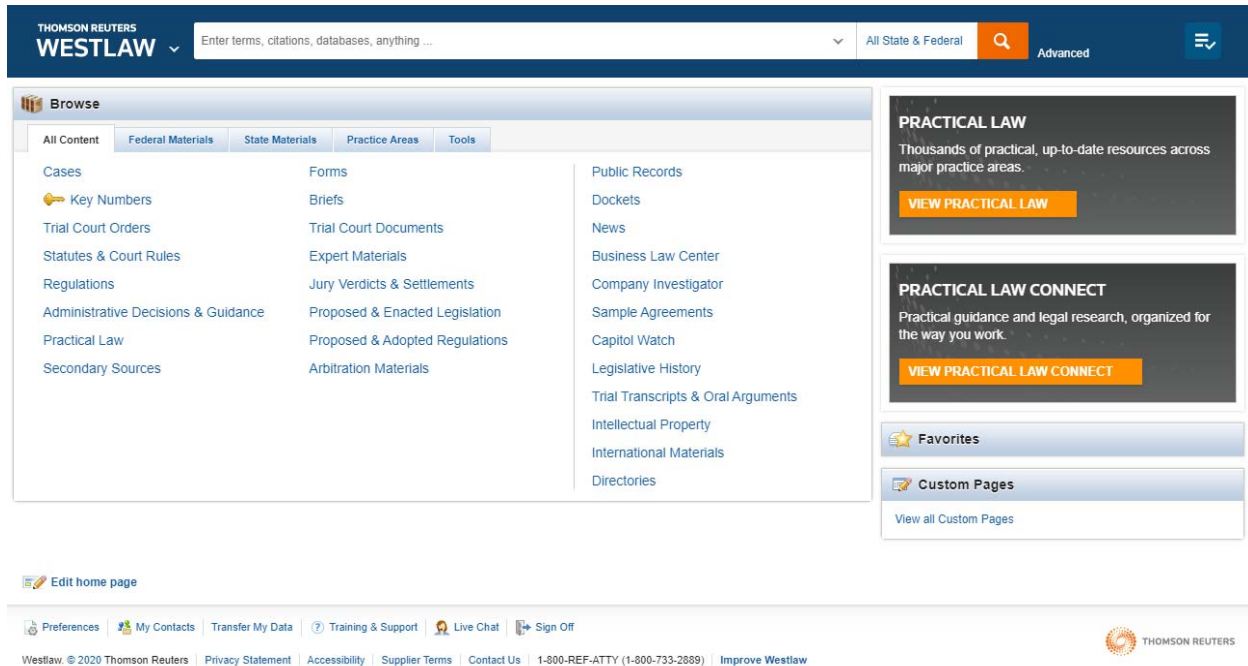 THOMSON REUTERS
WESTLAW
Enter terms, citations, databases, anything ...
All State & Federal
Advanced
Browse
All Content
Federal Materials
State Materials
Practice Areas
Tools
Cases
Key Numbers
Trial Court Orders
Statutes & Court Rules
Regulations
Administrative Decisions & Guidance
Practical Law
Secondary Sources
Forms
Briefs
Trial Court Documents
Expert Materials
Jury Verdicts & Settlements
Proposed & Enacted Legislation
Proposed & Adopted Regulations
Arbitration Materials
Public Records
Dockets
News
Business Law Center
Company Investigator
Sample Agreements
Capitol Watch
Legislative History
Trial Transcripts & Oral Arguments
Intellectual Property
International Materials
Directories
PRACTICAL LAW
Thousands of practical, up-to-date resources across
major practice areas.
VIEW PRACTICAL LAW
PRACTICAL LAW CONNECT
Practical guidance and legal research, organized for
the way you work.
VIEW PRACTICAL LAW CONNECT
Favorites
Custom Pages
View all Custom Pages
Edit home page
Preferences
My Contacts
Transfer My Data
Training & Support
Live Chat
Sign Off
Westlaw. © 2020 Thomson Reuters
Privacy Statement
Accessibility
Supplier Terms
Contact Us
1-800-REF-ATTY (1-800-733-2889)
Improve Westlaw
THOMSON REUTERS